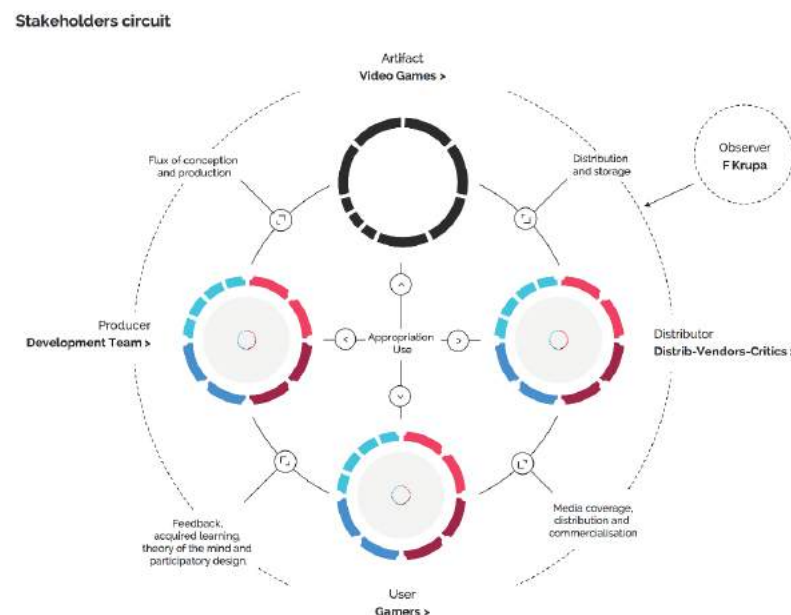 Stakeholders circuit
Artifact
Video Games >
Observer
F Krupa
Flux of conception
and production
Distribution
and storage
Producer
Development Team >
Appropriation
Use
Distributor
Distrib-Vendors-Critics >
Feedback,
acquired learning,
theory of the mind and
participatory design
Media coverage,
distribution and
commercialisation
User
Gamers >